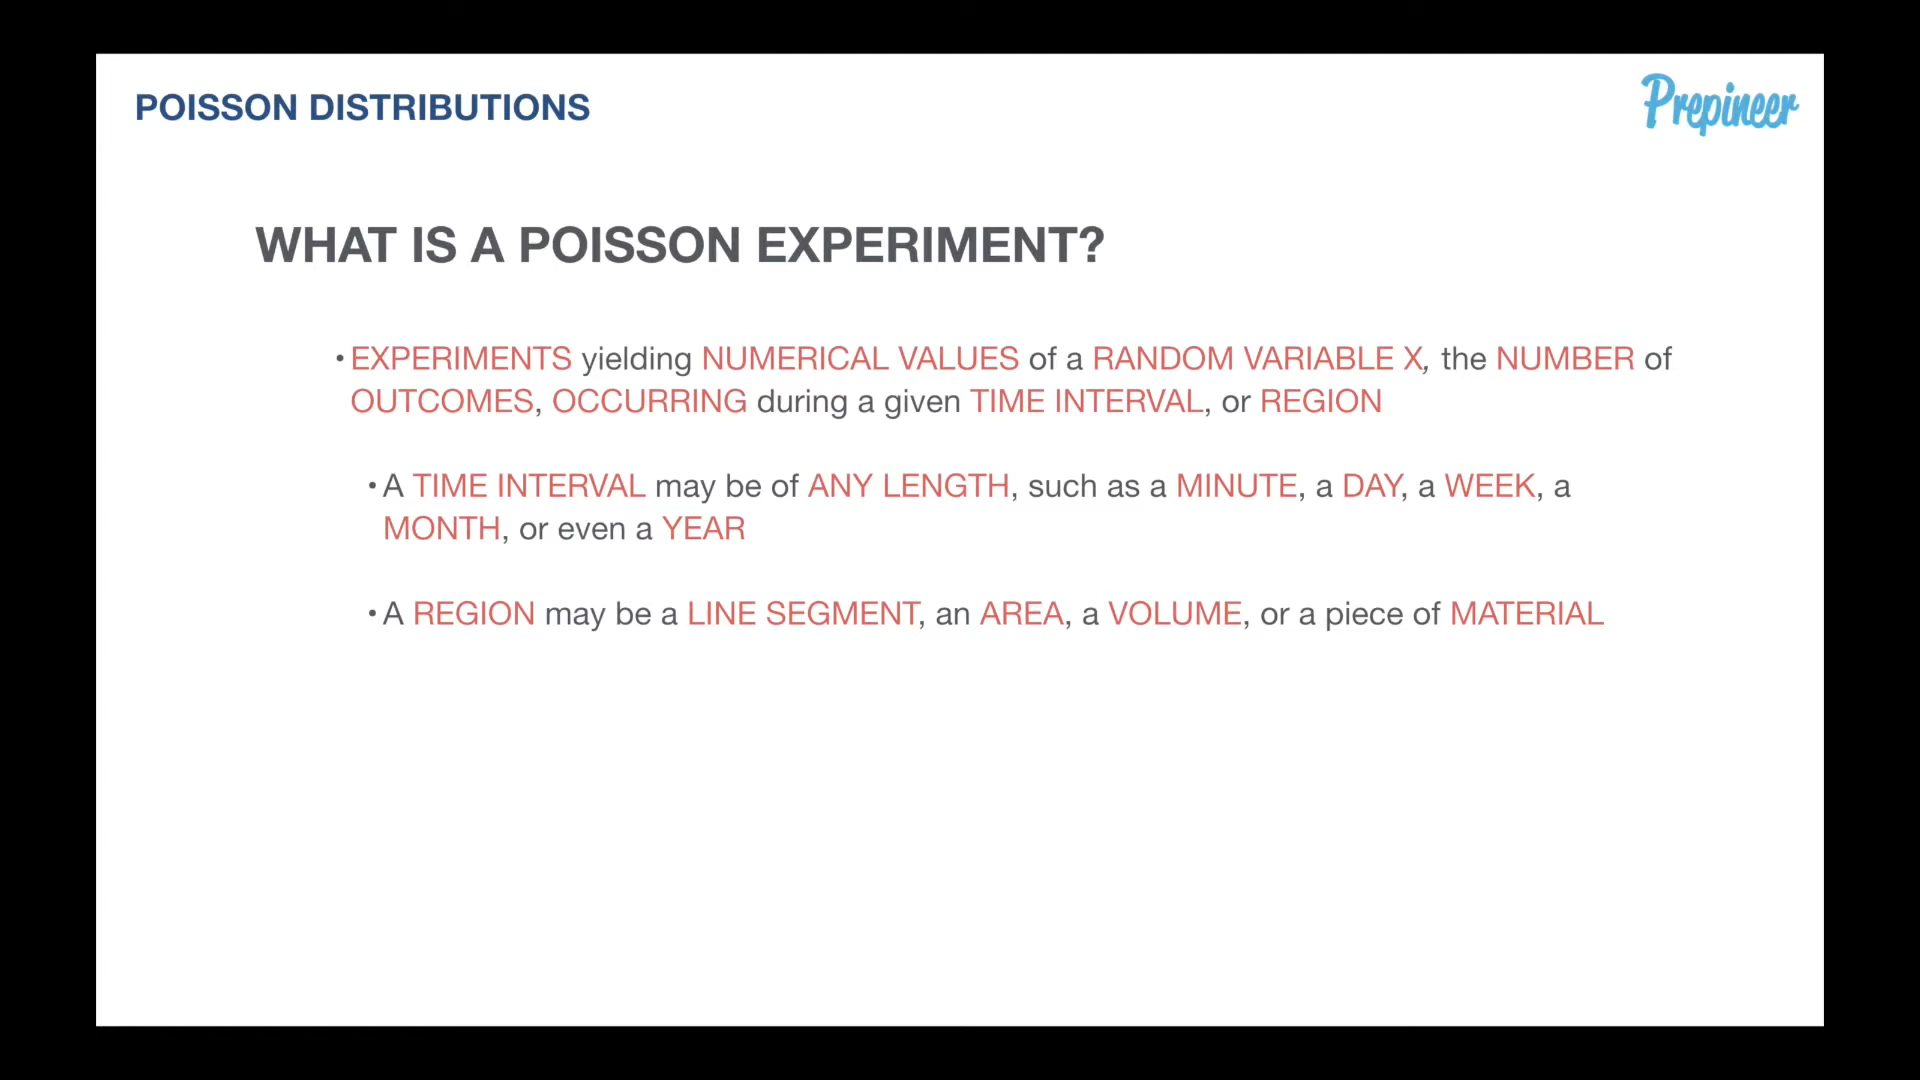 POISSON DISTRIBUTIONS
Prepineer
WHAT IS A POISSON EXPERIMENT?
• EXPERIMENTS yielding NUMERICAL VALUES of a RANDOM VARIABLE X, the NUMBER of
OUTCOMES, OCCURRING during a given TIME INTERVAL, or REGION
• A TIME INTERVAL may be of ANY LENGTH, such as a MINUTE, a DAY, a WEEK, a
MONTH, or even a YEAR
• A REGION may be a LINE SEGMENT, an AREA, a VOLUME, or a piece of MATERIAL